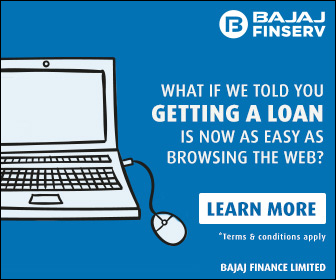 BAJAJ
FINSERV
WHAT IF WE TOLD YOU
GETTING A LOAN
IS NOW AS EASY AS
BROWSING THE WEB?
LEARN MORE
*Terms & conditions apply
BAJAJ FINANCE LIMITED